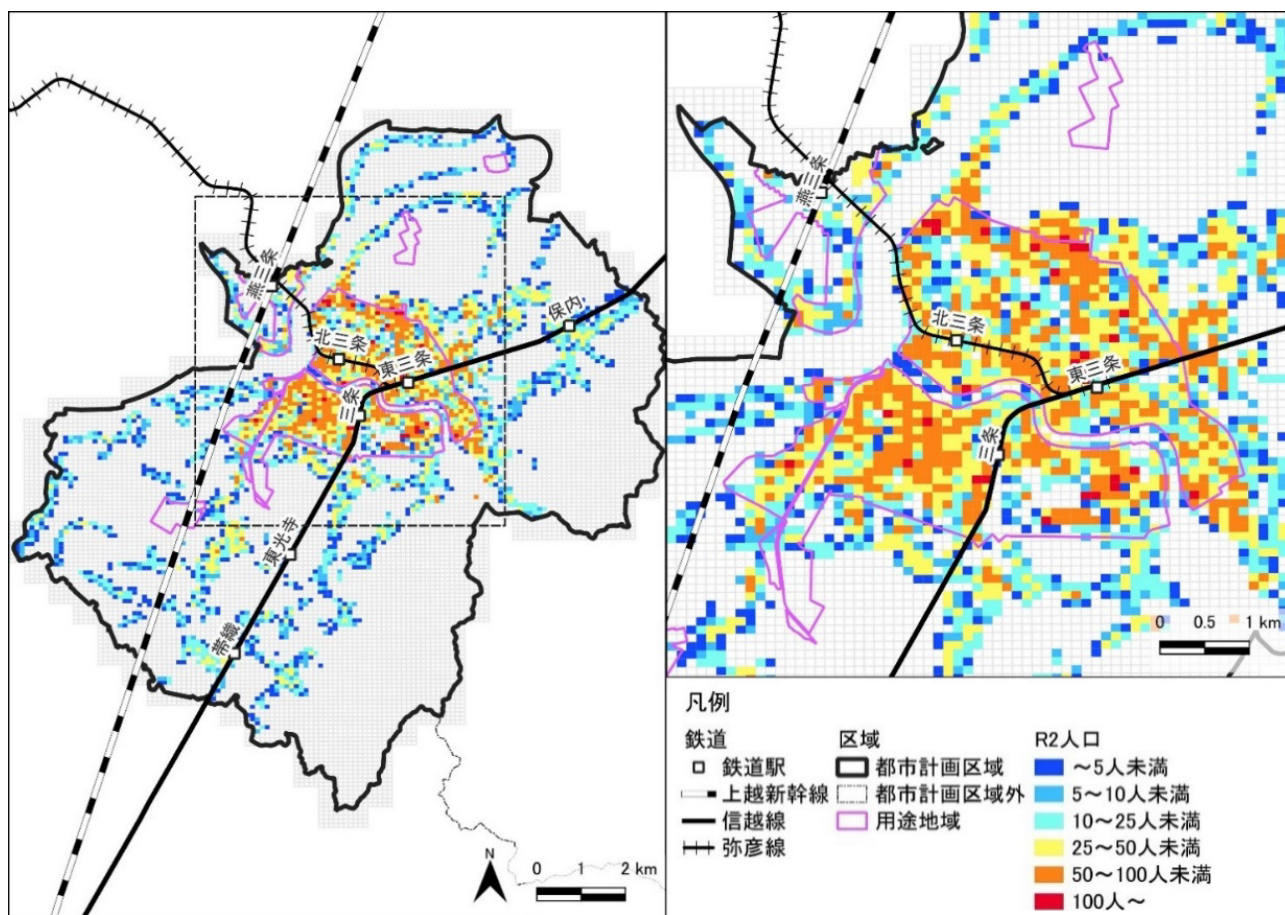 燕三条
保内
北三条
東三条
三条
東光寺
帯織
N
0 1 2 km
燕三条
北三条
東三条
三条
0 0.5 1 km
凡例
鉄道
鉄道駅
上越新幹線
信越線
弥彦線
区域
都市計画区域
都市計画区域外
用途地域
R2人口
~5人未満
5~10人未満
10~25人未満
25~50人未満
50~100人未満
100人~